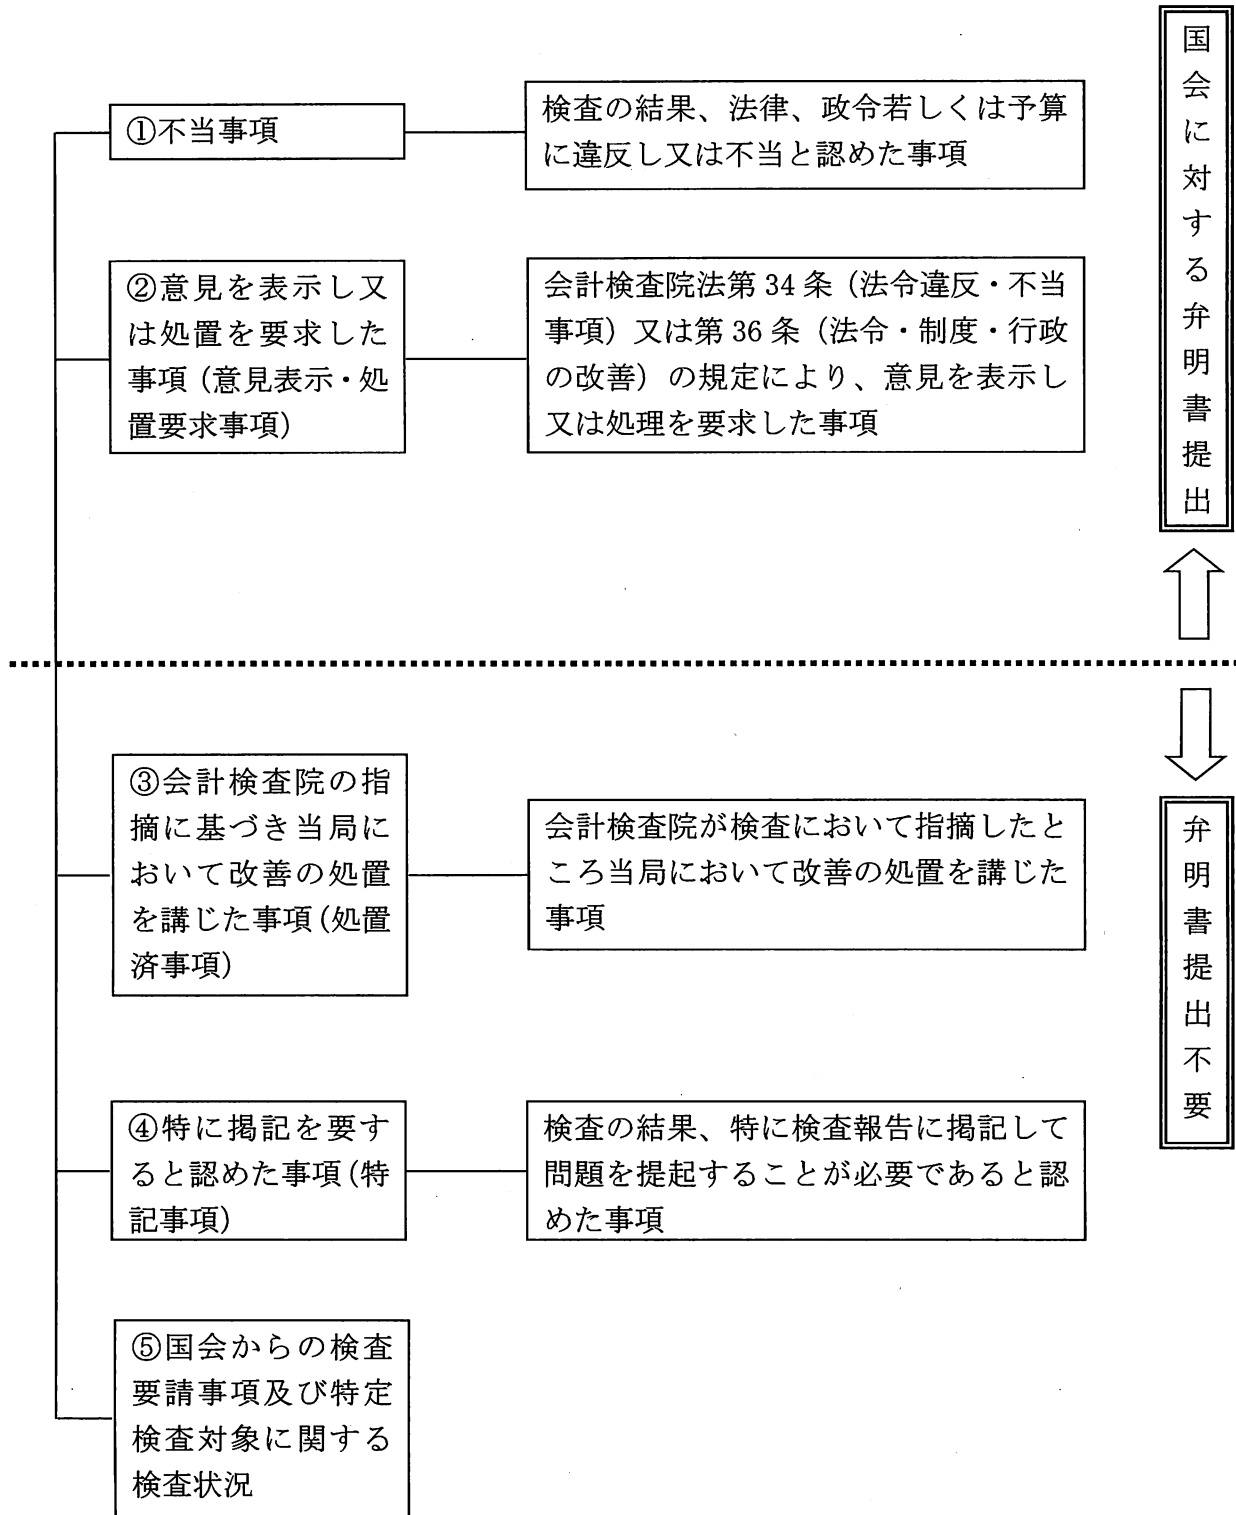 ①不当事項
検査の結果、法律、政令若しくは予算
に違反し又は不当と認めた事項
②意見を表示し又
は処置を要求した
事項（意見表示・処
置要求事項）
会計検査院法第 34 条（法令違反・不当
事項）又は第 36 条（法令・制度・行政
の改善）の規定により、意見を表示し
又は処理を要求した事項
国会に対する弁明書提出
③会計検査院の指
摘に基づき当局に
おいて改善の処置
を講じた事項（処置
済事項）
会計検査院が検査において指摘したと
ころ当局において改善の処置を講じた
事項
④特に掲記を要す
ると認めた事項（特
記事項）
検査の結果、特に検査報告に掲記して
問題を提起することが必要であると認
めた事項
⑤国会からの検査
要請事項及び特定
検査対象に関する
検査状況
弁明書提出不要